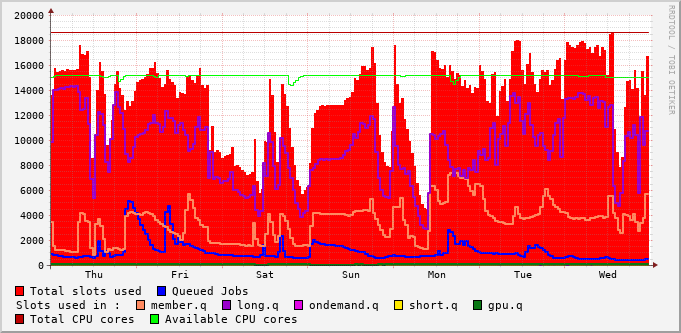 20000
18000
16000
14000
12000
10000
8000
6000
4000
2000
0
Thu Fri Sat Sun Mon Tue Wed
Total slots used Queued Jobs
Slots used in : member.q long.q ondemand.q short.q gpu.q
Total CPU cores Available CPU cores
RRDTOOL / TOBI OETIKER